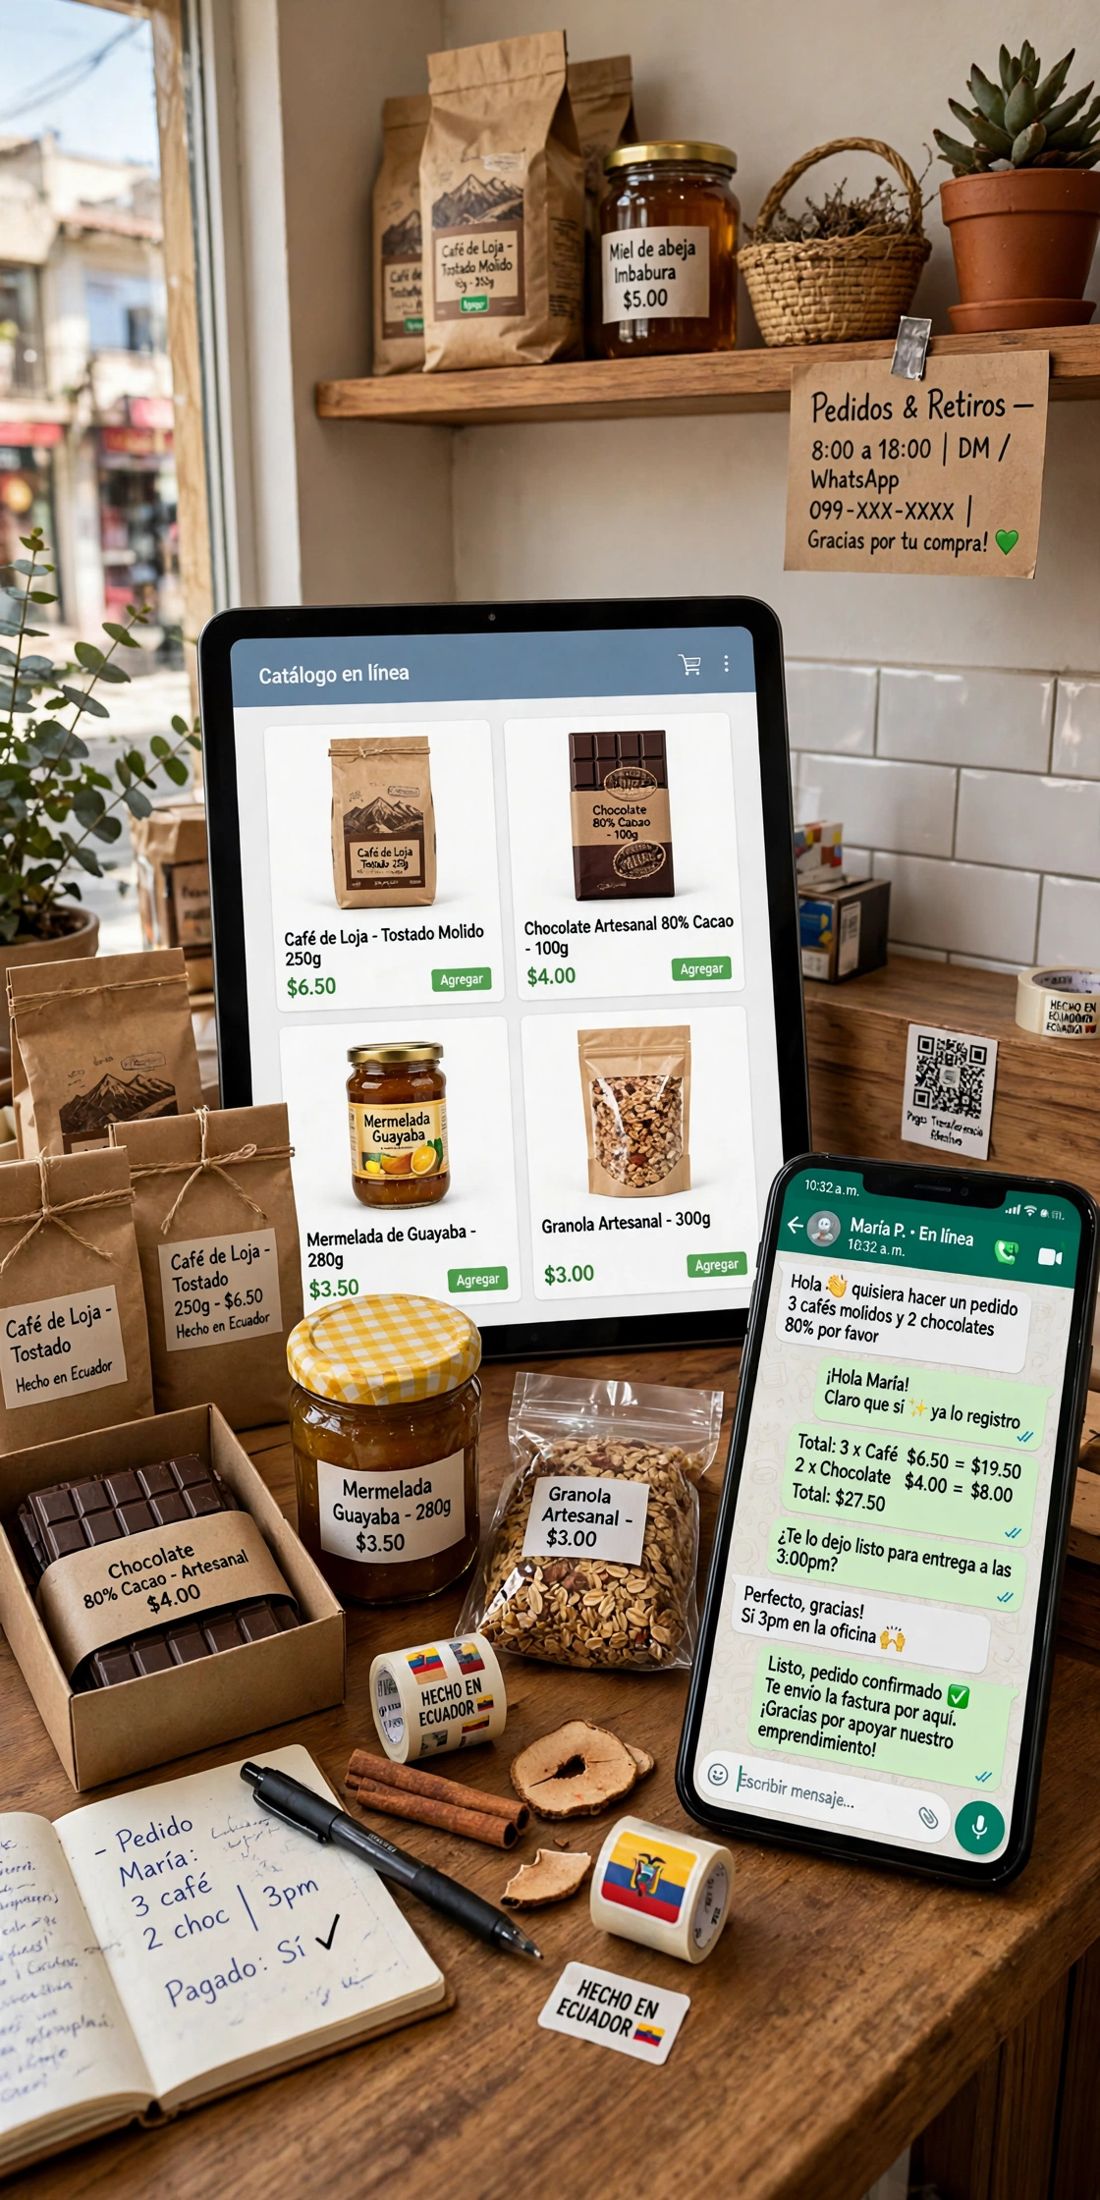 Café de Loja -
Tostado Molido
Agregar
Café de
Miel de abeja
Imbabura
$5.00
Pedidos & Retiros —
8:00 a 18:00 | DM /
WhatsApp
099-XXX-XXXX |
Gracias por tu compra! 💚
Catálogo en línea
Café de Loja
Chocolate
80% Cacao
- 100g
Café de Loja - Tostado Molido
250g
$6.50
Agregar
Chocolate Artesanal 80% Cacao
- 100g
$4.00
Agregar
Mermelada
Guayaba
Mermelada de Guayaba -
280g
$3.50
Agregar
Granola Artesanal - 300g
$3.00
Agregar
HECHO EN
Café de Loja -
Tostado
250g - $6.50
Hecho en Ecuador
Café de Loja -
Tostado
Hecho en Ecuador
Chocolate
80% Cacao - Artesanal
$4.00
Mermelada
Guayaba - 280g
$3.50
Granola
Artesanal -
$3.00
HECHO EN
ECUADOR
10:32 a.m.
María P. • En línea
10:32 a.m.
Hola 👋 quisiera hacer un pedido
3 cafés molidos y 2 chocolates
80% por favor
¡Hola María!
Claro que si ✨ ya lo registro
Total: 3 x Café $6.50 = $19.50
2 x Chocolate $4.00 = $8.00
Total: $27.50
¿Te lo dejo listo para entrega a las
3:00pm?
Perfecto, gracias!
Si 3pm en la oficina 🙌
Listo, pedido confirmado ✅
Te envío la fastura por aquí.
¡Gracias por apoyar nuestro
emprendimiento!
Escribir mensaje...
- Pedido
María:
3 café
2 choc | 3pm
Pagado: Sí ✓
HECHO EN
ECUADOR 🇪🇨